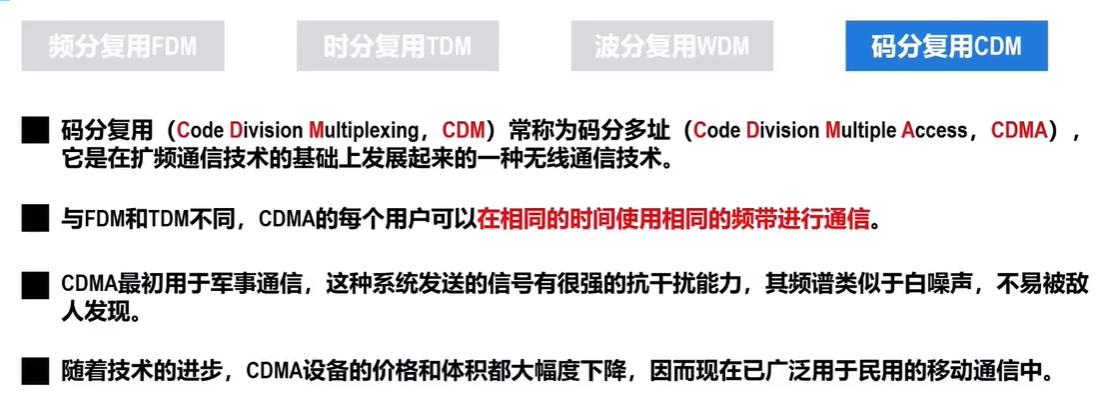 频分复用FDM
时分复用TDM
波分复用WDM
码分复用CDM
码分复用（Code Division Multiplexing，CDM）常称为码分多址（Code Division Multiple Access，CDMA），
它是在扩频通信技术的基础上发展起来的一种无线通信技术。
与FDM和TDM不同，CDMA的每个用户可以在相同的时间使用相同的频带进行通信。
CDMA最初用于军事通信，这种系统发送的信号有很强的抗干扰能力，其频谱类似于白噪声，不易被敌
人发现。
随着技术的进步，CDMA设备的价格和体积都大幅度下降，因而现在已广泛用于民用的移动通信中。